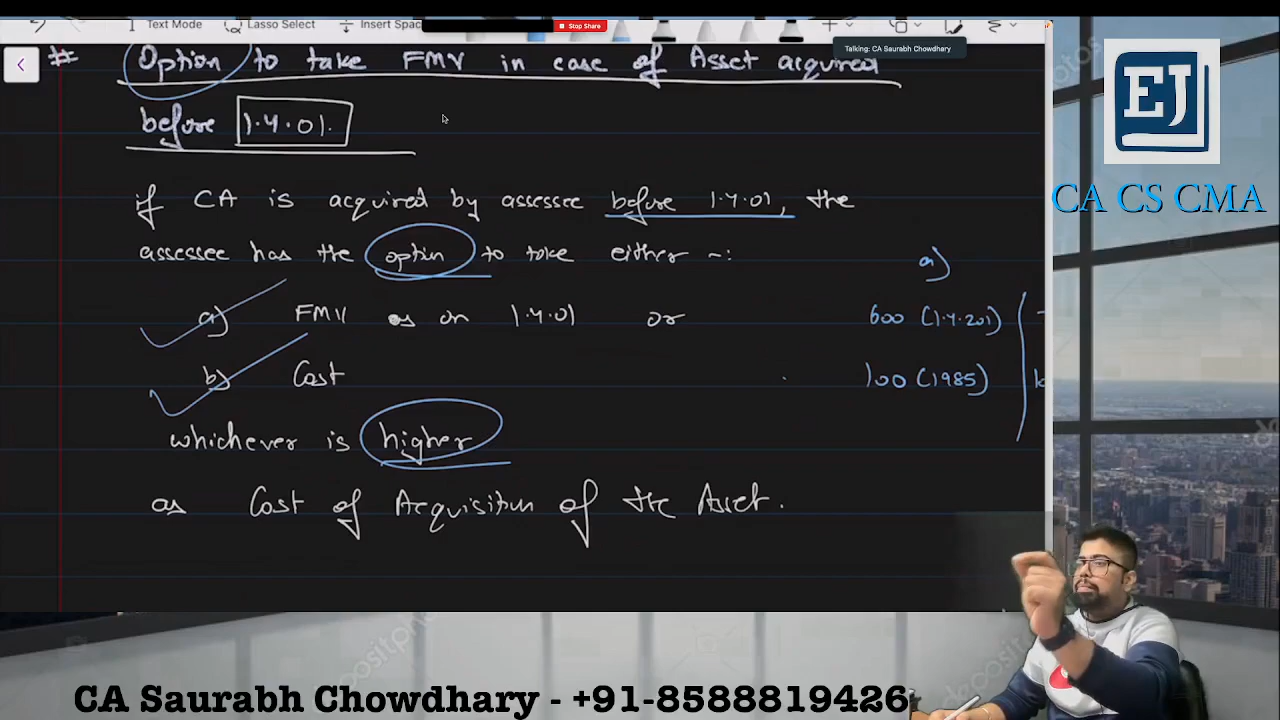 Text Mode Lasso Select Insert Spac
Stop Share
Talking: CA Saurabh Chowdhary
# Option to take FMV in case of Asset acquired
before 1.4.01.
if CA is acquired by assessee before 1.4.01, the
assessee has the option to take either -:
a) FMV as on 1.4.01 or
b) Cost
whichever is higher
as Cost of Acquisition of the Asset.
a)
600 (1.4.201)
100 (1985)
EJ
CA CS CMA
CA Saurabh Chowdhary - +91-8588819426